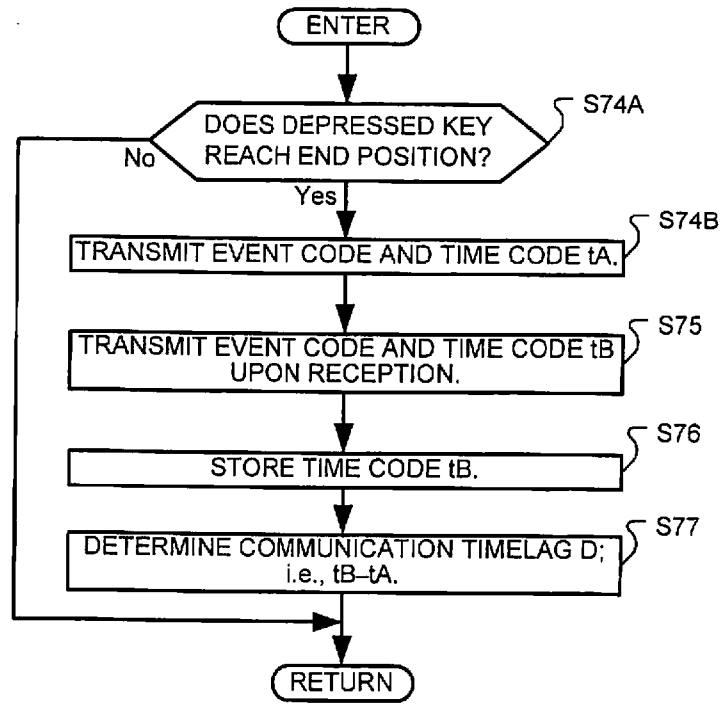 ENTER
S74A
DOES DEPRESSED KEY
REACH END POSITION?
No
Yes
S74B
TRANSMIT EVENT CODE AND TIME CODE tA.
S75
TRANSMIT EVENT CODE AND TIME CODE tB
UPON RECEPTION.
S76
STORE TIME CODE tB.
S77
DETERMINE COMMUNICATION TIMELAG D;
i.e., tB–tA.
RETURN